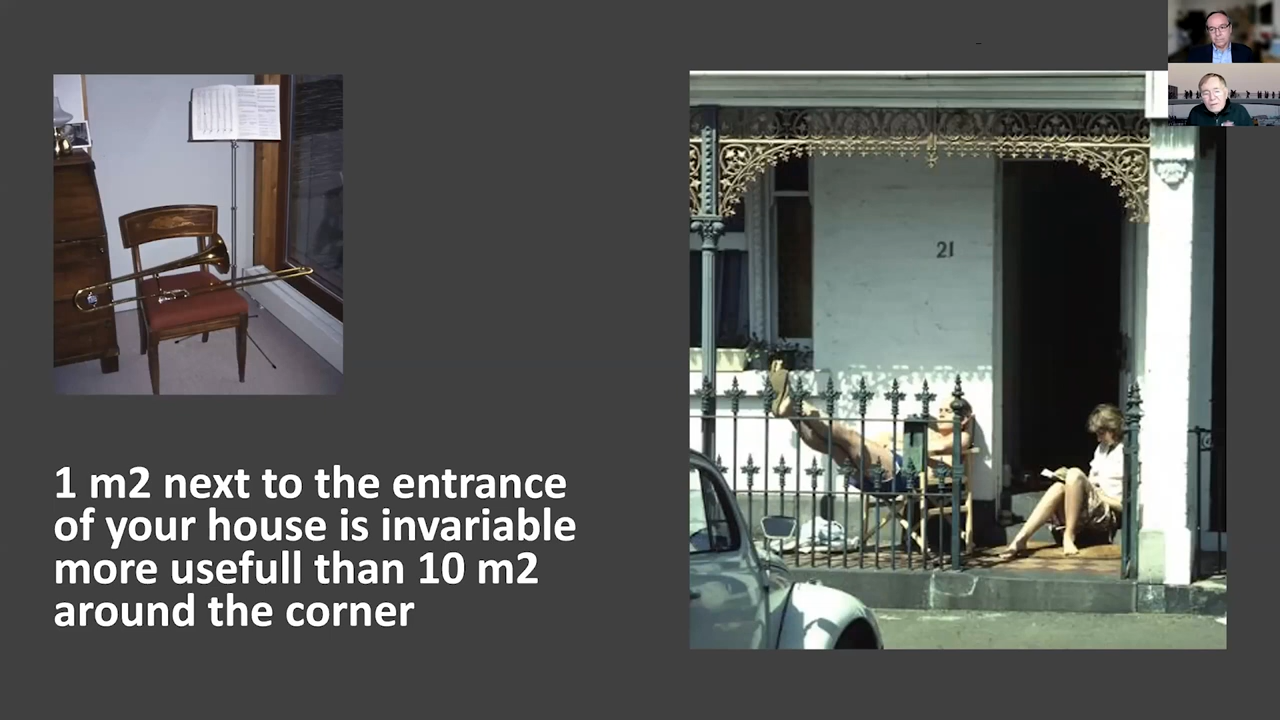 1 m2 next to the entrance
of your house is invariable
more usefull than 10 m2
around the corner
21